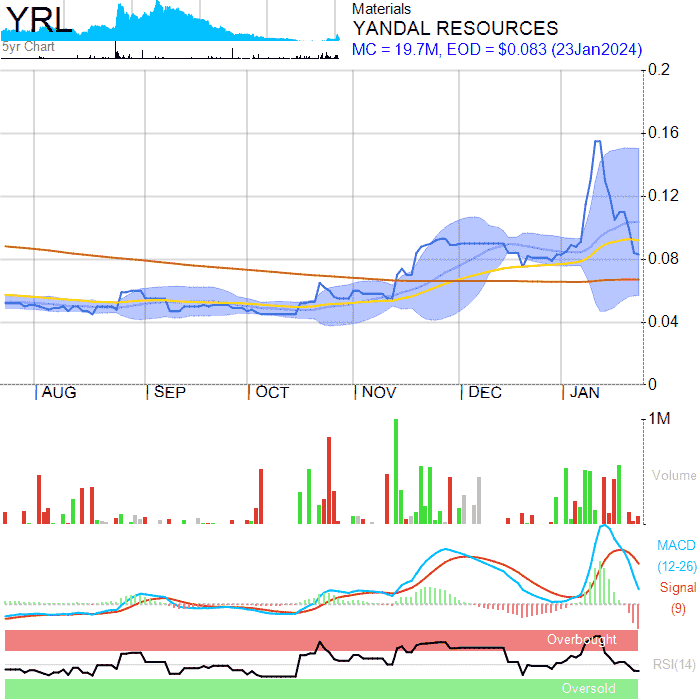 YRL
5yr Chart
Materials
YANDAL RESOURCES
MC = 19.7M, EOD = $0.083 (23Jan2024)
0.2
0.16
0.12
0.08
0.04
0
AUG SEP OCT NOV DEC JAN
1M
Volume
MACD
(12-26)
Signal
(9)
Overbought
RSI(14)
Oversold